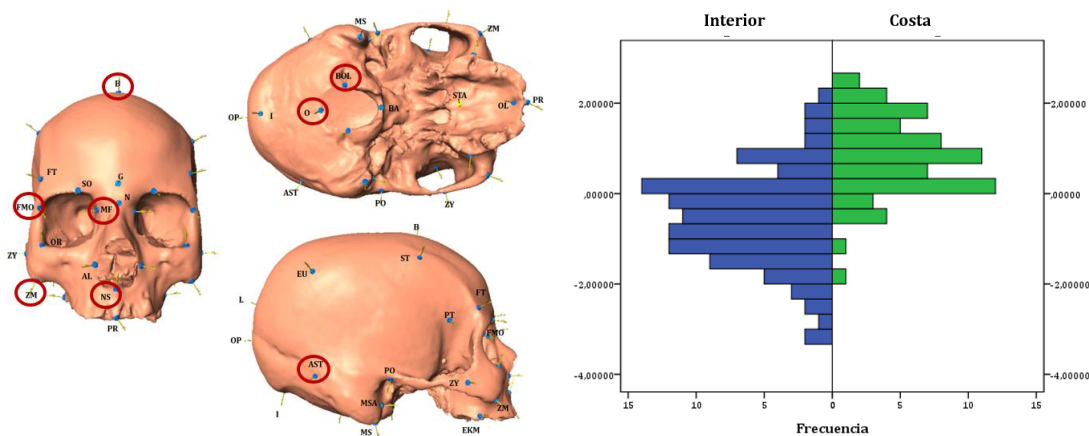 B
FT
SO
G
N
FMO
MF
OR
ZY
AL
ZM
NS
PR
MS
ZM
BOL
STA
BA
OL
PR
O
OP
I
AST
PO
ZY
B
ST
EU
FT
L
PT
FMO
OP
AST
PO
ZY
MSA
ZM
I
MS
EKM
Interior
Costa
2,00000
2,00000
,00000
,00000
-2,00000
-2,00000
-4,00000
-4,00000
15 10 5 0 5 10 15
Frecuencia